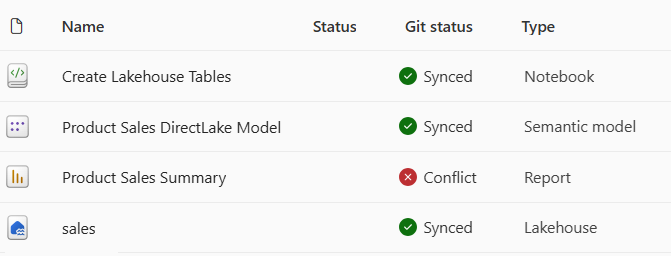 Name Status Git status Type
Create Lakehouse Tables Synced Notebook
Product Sales DirectLake Model Synced Semantic model
Product Sales Summary Conflict Report
sales Synced Lakehouse